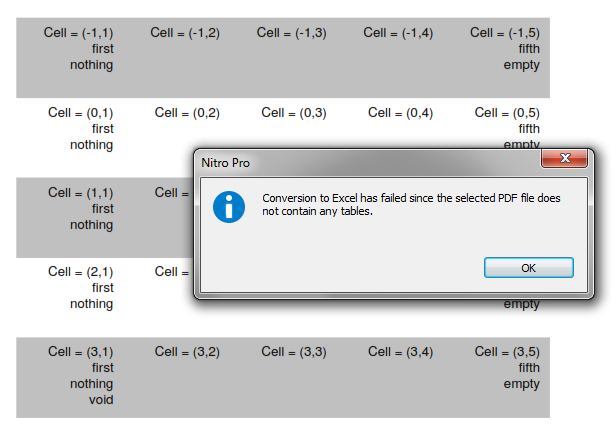 Cell = (-1,1) Cell = (-1,2) Cell = (-1,3) Cell = (-1,4) Cell = (-1,5)
first fifth
nothing empty
Cell = (0,1) Cell = (0,2) Cell = (0,3) Cell = (0,4) Cell = (0,5)
first fifth
nothing empty
Nitro Pro
Conversion to Excel has failed since the selected PDF file does
not contain any tables.
OK
Cell = (1,1) Cell =
first
nothing
Cell = (2,1) Cell =
first
nothing empty
Cell = (3,1) Cell = (3,2) Cell = (3,3) Cell = (3,4) Cell = (3,5)
first fifth
nothing empty
void